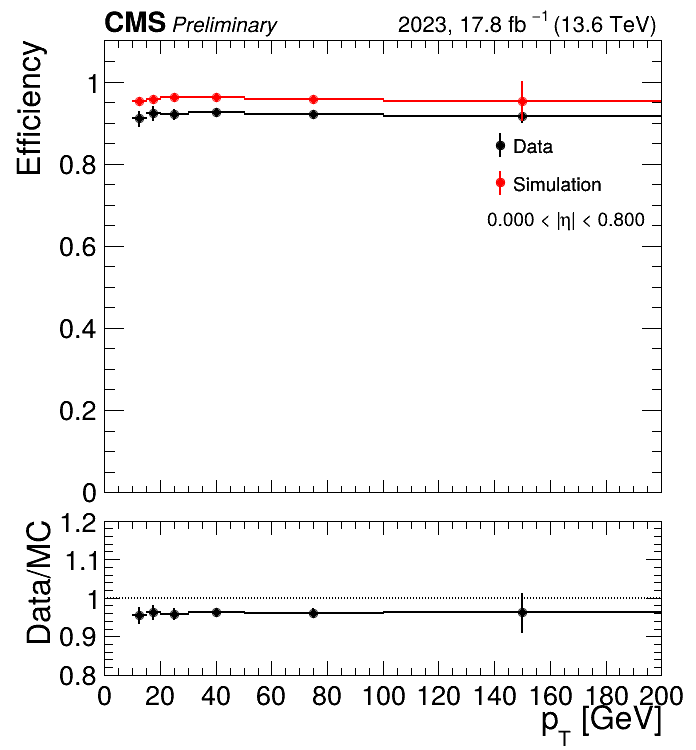 CMS Preliminary 2023, 17.8 fb⁻¹ (13.6 TeV)
Efficiency
1
0.8
0.6
0.4
0.2
0
Data
Simulation
0.000 < |η| < 0.800
Data/MC
1.2
1.1
1
0.9
0.8
0 20 40 60 80 100 120 140 160 180 200
p_T [GeV]